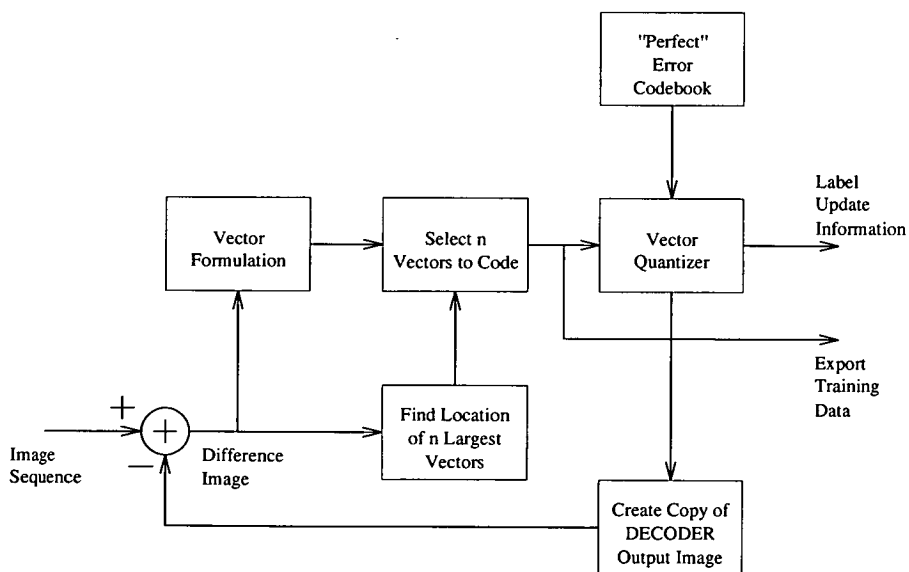 "Perfect"
Error
Codebook
Label
Update
Information
Vector
Formulation
Select n
Vectors to Code
Vector
Quantizer
Export
Training
Data
+
+
−
Image
Sequence
Difference
Image
Find Location
of n Largest
Vectors
Create Copy of
DECODER
Output Image